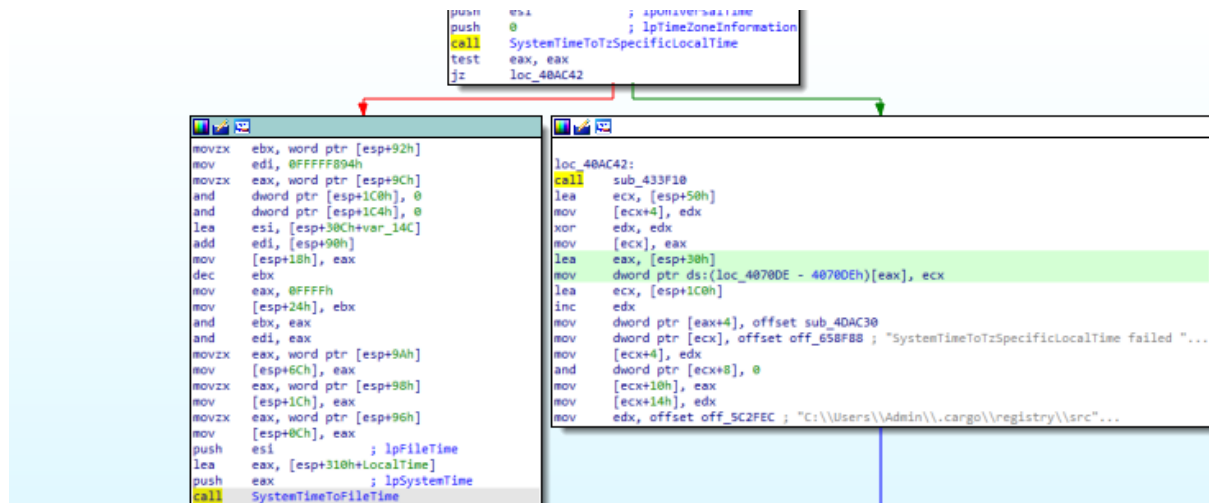 push esi ; lpUniversalTime
push 0 ; lpTimeZoneInformation
call SystemTimeToTzSpecificLocalTime
test eax, eax
jz loc_40AC42
movzx ebx, word ptr [esp+92h]
mov edi, 0FFFFF894h
movzx eax, word ptr [esp+9Ch]
and dword ptr [esp+1C0h], 0
and dword ptr [esp+1C4h], 0
lea esi, [esp+30Ch+var_14C]
add edi, [esp+90h]
mov [esp+18h], eax
dec ebx
mov eax, 0FFFFh
mov [esp+24h], ebx
and ebx, eax
and edi, eax
movzx eax, word ptr [esp+9Ah]
mov [esp+6Ch], eax
movzx eax, word ptr [esp+98h]
mov [esp+1Ch], eax
movzx eax, word ptr [esp+96h]
mov [esp+0Ch], eax
push esi ; lpFileTime
lea eax, [esp+310h+LocalTime]
push eax ; lpSystemTime
call SystemTimeToFileTime
loc_40AC42:
call sub_433F10
lea ecx, [esp+50h]
mov [ecx+4], edx
xor edx, edx
mov [ecx], eax
lea eax, [esp+30h]
mov dword ptr ds:(loc_4070DE - 4070DEh)[eax], ecx
lea ecx, [esp+1C0h]
inc edx
mov dword ptr [eax+4], offset sub_4DAC30
mov dword ptr [ecx], offset off_658F88 ; "SystemTimeToTzSpecificLocalTime failed "...
mov [ecx+4], edx
and dword ptr [ecx+8], 0
mov [ecx+10h], eax
mov [ecx+14h], edx
mov edx, offset off_5C2FEC ; "C:\\Users\\Admin\\.cargo\\registry\\src"...